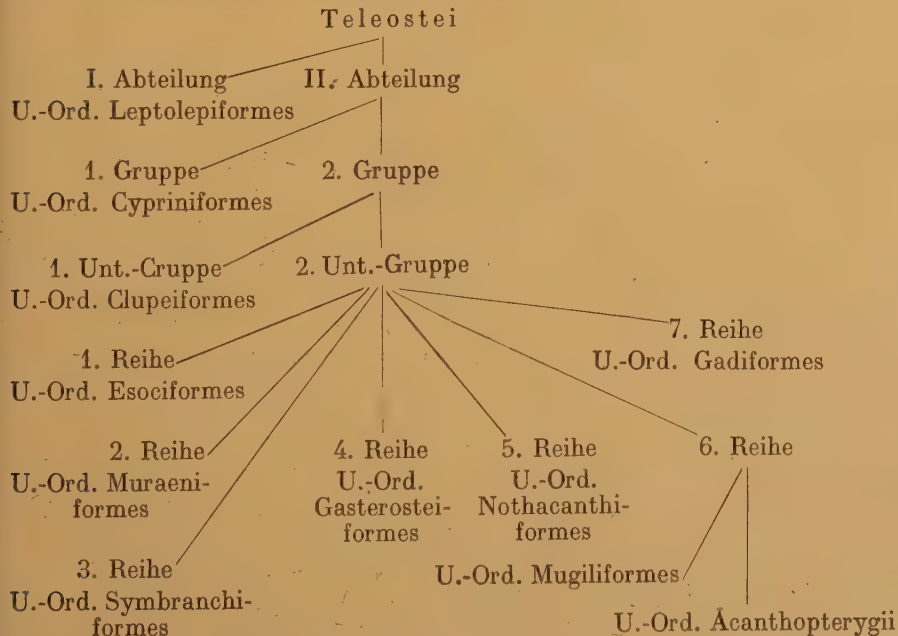 Teleostei
I. Abteilung II. Abteilung
U.-Ord. Leptolepiformes
1. Gruppe 2. Gruppe
U.-Ord. Cypriniformes
1. Unt.-Cruppe 2. Unt.-Gruppe
U.-Ord. Clupeiformes
7. Reihe
U.-Ord. Gadiformes
1. Reihe
U.-Ord. Esociformes
2. Reihe
U.-Ord. Muraeni-
formes
4. Reihe
U.-Ord.
Gasterostei-
formes
5. Reihe
U.-Ord.
Nothacanthi-
formes
6. Reihe
3. Reihe
U.-Ord. Symbranchi-
formes
U.-Ord. Mugiliformes
U.-Ord. Acanthopterygii